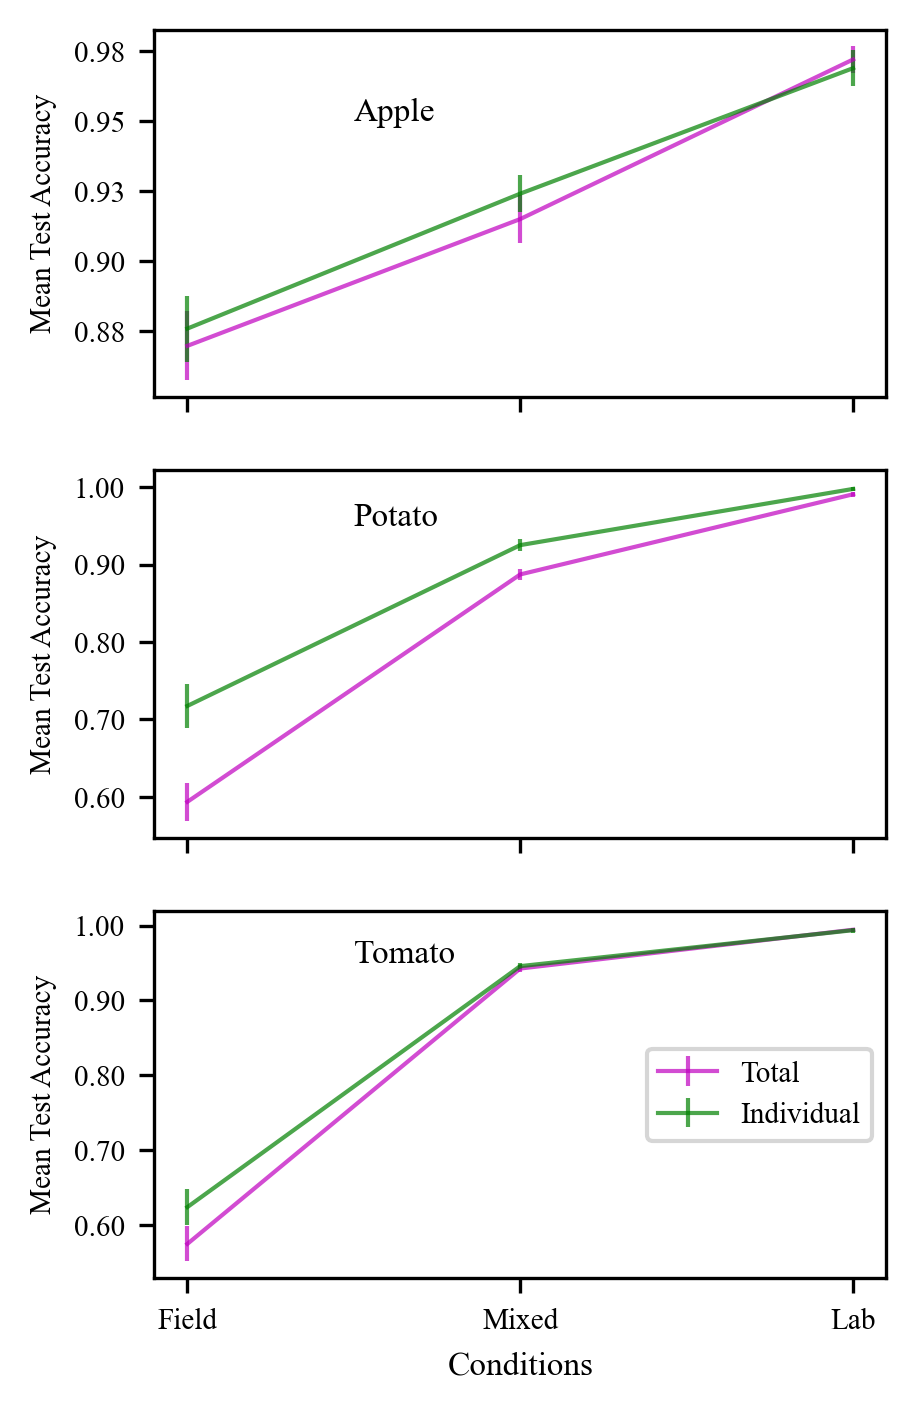 Mean Test Accuracy
0.98
0.95
0.93
0.90
0.88
Apple
Mean Test Accuracy
1.00
0.90
0.80
0.70
0.60
Potato
Mean Test Accuracy
1.00
0.90
0.80
0.70
0.60
Tomato
Total
Individual
Field Mixed Lab
Conditions